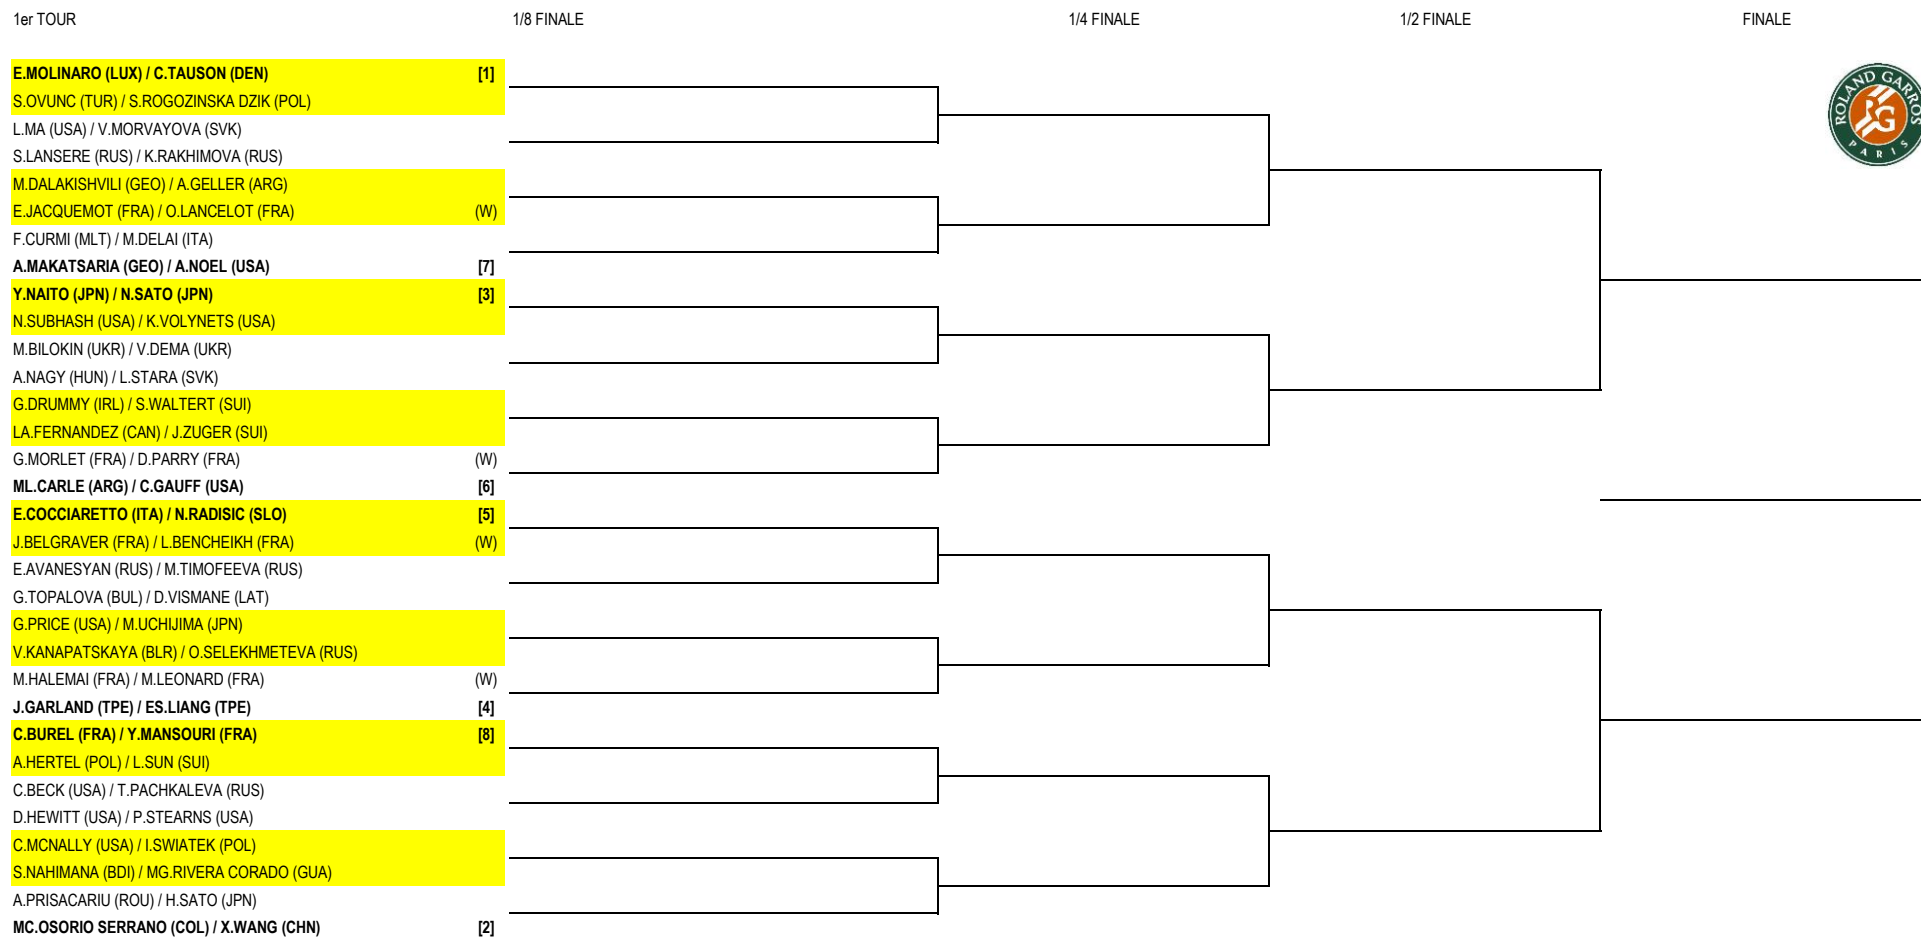 1er TOUR 1/8 FINALE 1/4 FINALE 1/2 FINALE FINALE
E.MOLINARO (LUX) / C.TAUSON (DEN) [1]
S.OVUNC (TUR) / S.ROGOZINSKA DZIK (POL)
L.MA (USA) / V.MORVAYOVA (SVK)
S.LANSERE (RUS) / K.RAKHIMOVA (RUS)
M.DALAKISHVILI (GEO) / A.GELLER (ARG)
E.JACQUEMOT (FRA) / O.LANCELOT (FRA) (W)
F.CURMI (MLT) / M.DELAI (ITA)
A.MAKATSARIA (GEO) / A.NOEL (USA) [7]
Y.NAITO (JPN) / N.SATO (JPN) [3]
N.SUBHASH (USA) / K.VOLYNETS (USA)
M.BILOKIN (UKR) / V.DEMA (UKR)
A.NAGY (HUN) / L.STARA (SVK)
G.DRUMMY (IRL) / S.WALTERT (SUI)
LA.FERNANDEZ (CAN) / J.ZUGER (SUI)
G.MORLET (FRA) / D.PARRY (FRA) (W)
ML.CARLE (ARG) / C.GAUFF (USA) [6]
E.COCCIARETTO (ITA) / N.RADISIC (SLO) [5]
J.BELGRAVER (FRA) / L.BENCHEIKH (FRA) (W)
E.AVANESYAN (RUS) / M.TIMOFEEVA (RUS)
G.TOPALOVA (BUL) / D.VISMANE (LAT)
G.PRICE (USA) / M.UCHIJIMA (JPN)
V.KANAPATSKAYA (BLR) / O.SELEKHMETEVA (RUS)
M.HALEMAI (FRA) / M.LEONARD (FRA) (W)
J.GARLAND (TPE) / ES.LIANG (TPE) [4]
C.BUREL (FRA) / Y.MANSOURI (FRA) [8]
A.HERTEL (POL) / L.SUN (SUI)
C.BECK (USA) / T.PACHKALEVA (RUS)
D.HEWITT (USA) / P.STEARNS (USA)
C.MCNALLY (USA) / I.SWIATEK (POL)
S.NAHIMANA (BDI) / MG.RIVERA CORADO (GUA)
A.PRISACARIU (ROU) / H.SATO (JPN)
MC.OSORIO SERRANO (COL) / X.WANG (CHN) [2]
ROLAND GARROS
RG
PARIS